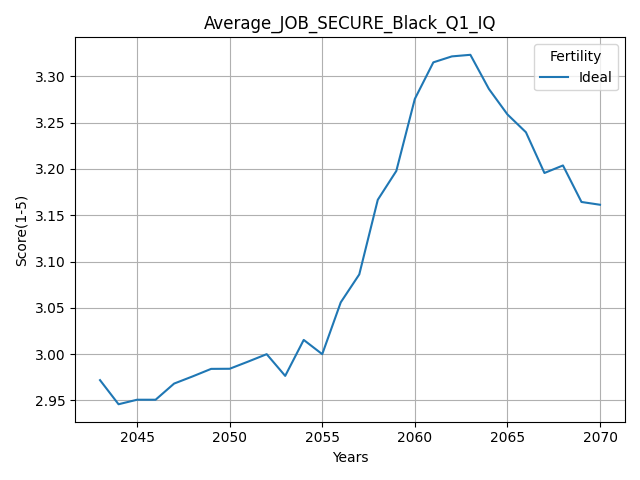 Average_JOB_SECURE_Black_Q1_IQ
Fertility
Ideal
Score(1-5)
3.30
3.25
3.20
3.15
3.10
3.05
3.00
2.95
2045 2050 2055 2060 2065 2070
Years